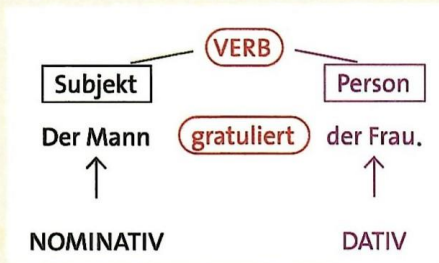 VERB
Subjekt Person
Der Mann gratuliert der Frau.
NOMINATIV DATIV